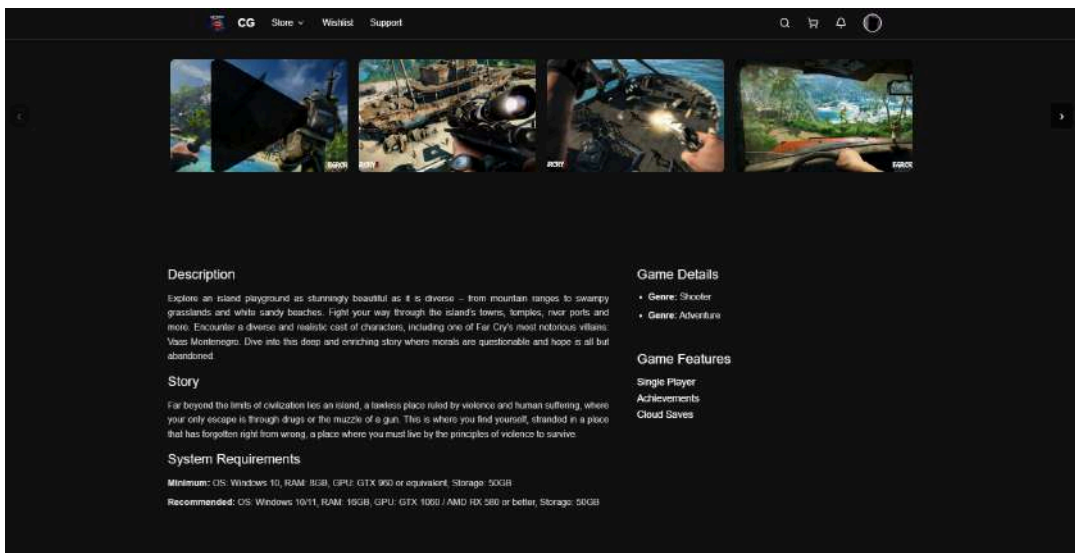 CG Store Wishlist Support
FARCRY
FARCRY
Description
Explore an island playground as stunningly beautiful as it is diverse – from mountain ranges to swampy
grasslands and white sandy beaches. Fight your way through the island's towns, temples, river ports and
more. Encounter a diverse and realistic cast of characters, including one of Far Cry's most notorious villains:
Vaas Montenegro. Dive into this deep and enriching story where morals are questionable and hope is all but
abandoned.
Story
Far beyond the limits of civilization lies an island, a lawless place ruled by violence and human suffering, where
your only escape is through drugs or the muzzle of a gun. This is where you find yourself, stranded in a place
that has forgotten right from wrong, a place where you must live by the principles of violence to survive.
System Requirements
Minimum: OS: Windows 10, RAM: 8GB, GPU: GTX 960 or equivalent, Storage: 50GB
Recommended: OS: Windows 10/11, RAM: 16GB, GPU: GTX 1060 / AMD RX 580 or better, Storage: 50GB
Game Details
• Genre: Shooter
• Genre: Adventure
Game Features
Single Player
Achievements
Cloud Saves